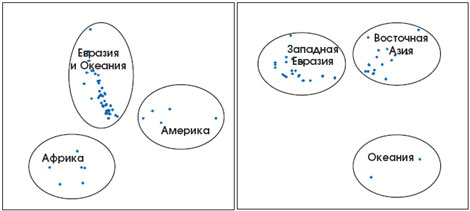 Евразия
и Океания
Америка
Африка
Западная
Евразия
Восточная
Азия
Океания